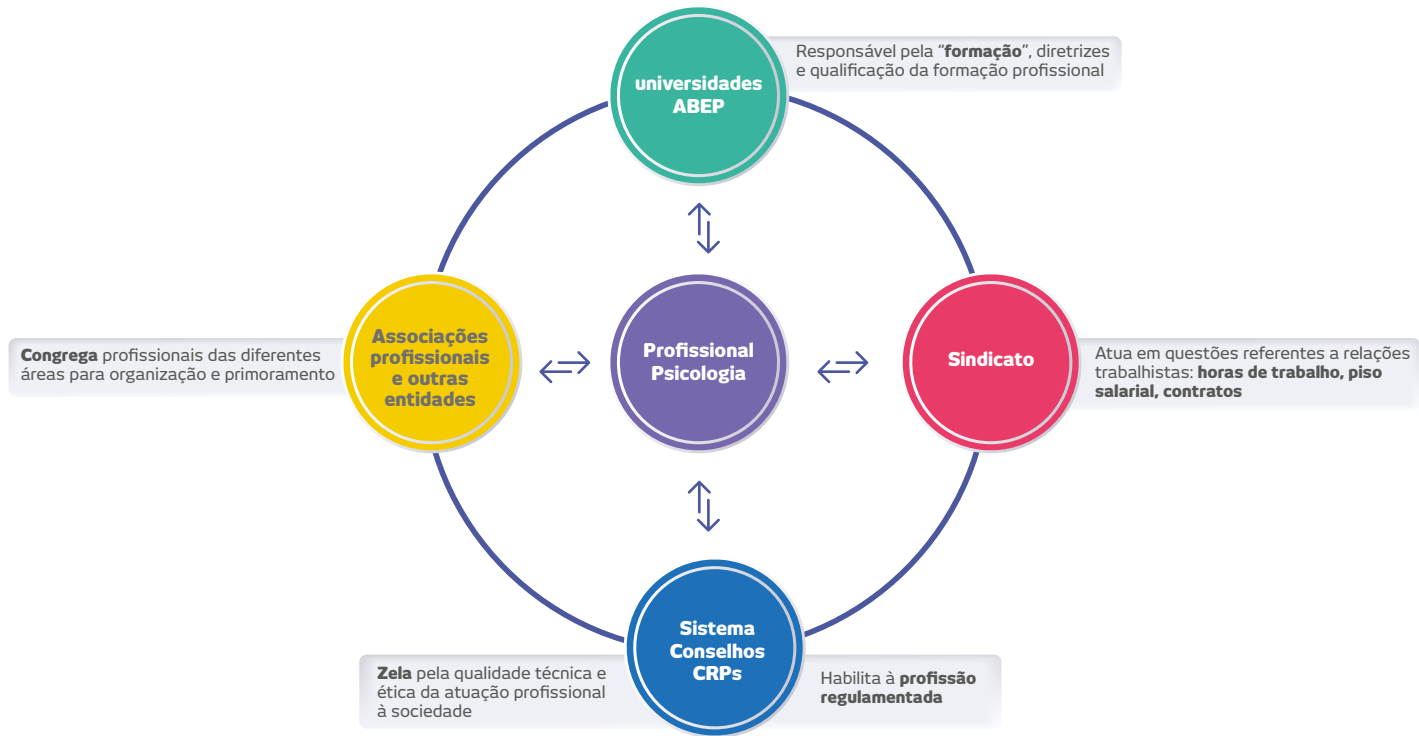 universidades
ABEP
Responsável pela “formação“, diretrizes
e qualificação da formação profissional
Congrega profissionais das diferentes
áreas para organização e primoramento
Associações
profissionais
e outras
entidades
Profissional
Psicologia
Sindicato
Atua em questões referentes a relações
trabalhistas: horas de trabalho, piso
salarial, contratos
Zela pela qualidade técnica e
ética da atuação profissional
à sociedade
Sistema
Conselhos
CRPs
Habilita à profissão
regulamentada